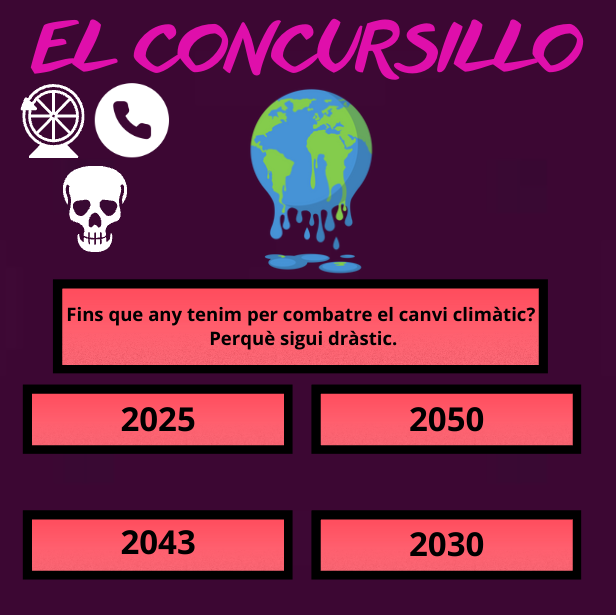 EL CONCURSILLO
Fins que any tenim per combatre el canvi climàtic?
Perquè sigui dràstic.
2025
2050
2043
2030